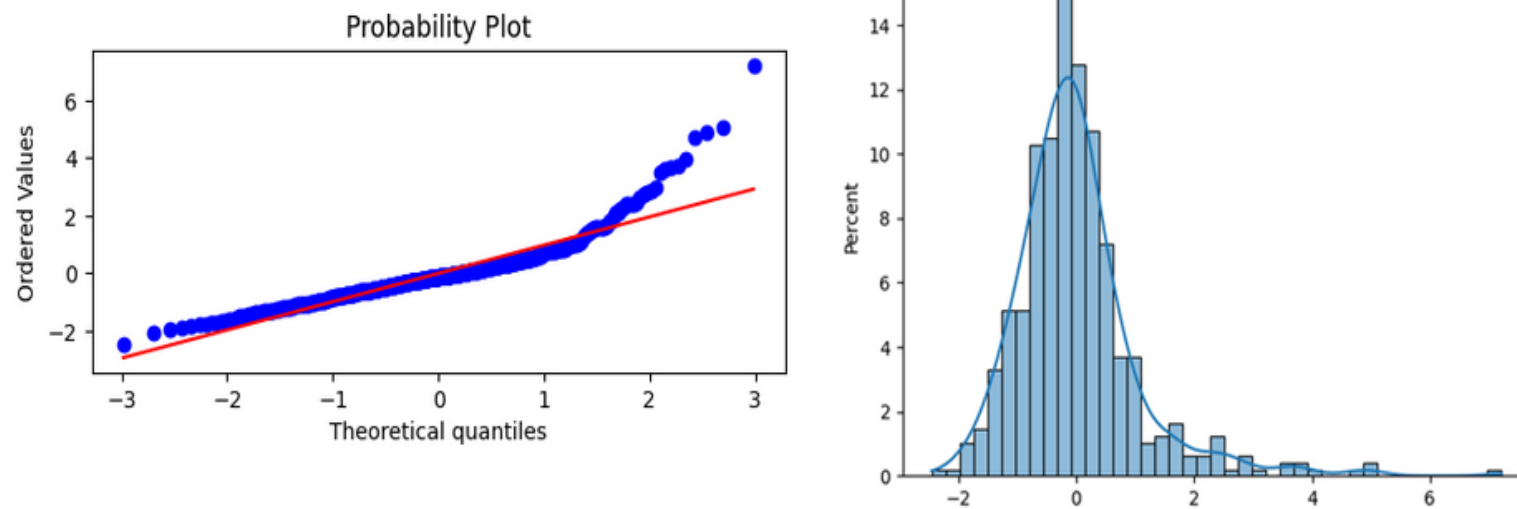 Probability Plot
Ordered Values
6
4
2
0
−2
−3 −2 −1 0 1 2 3
Theoretical quantiles
Percent
14
12
10
8
6
4
2
0
−2 0 2 4 6